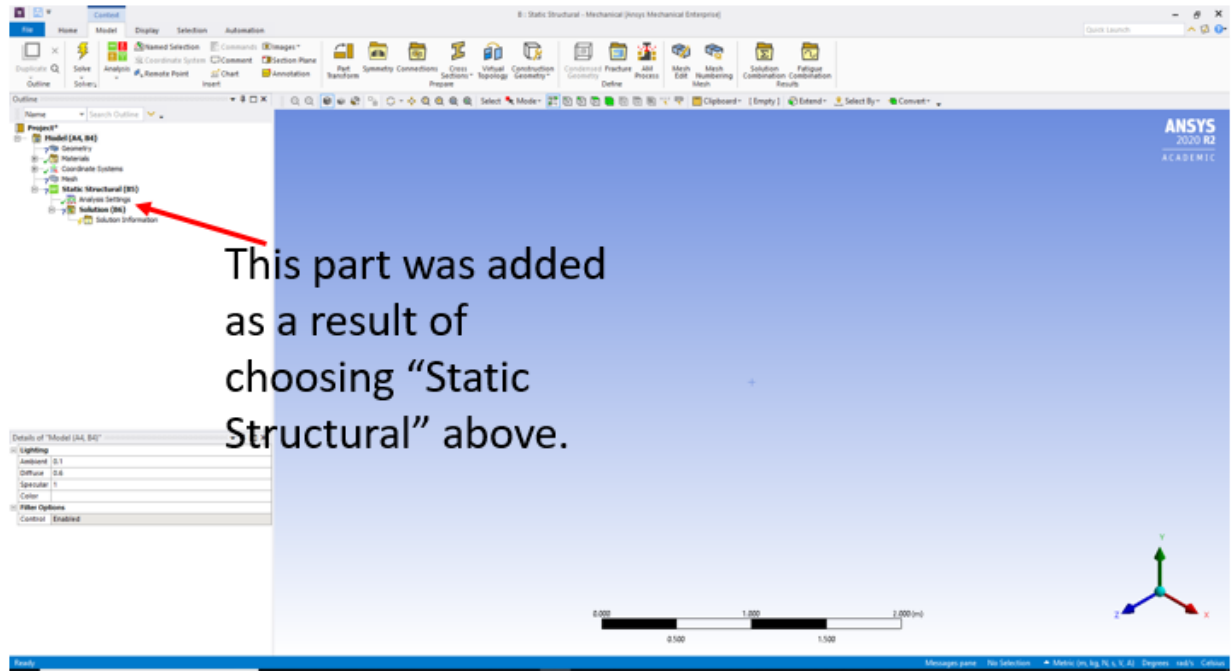 Context
B : Static Structural - Mechanical [Ansys Mechanical Enterprise]
File Home Model Display Selection Automation
Quick Launch
Named Selection Commands Images
Coordinate System Comment Section Plane
Duplicate Solve Analysis Remote Point Chart Annotation
Part Transform Symmetry Connections Cross Sections Virtual Topology Construction Geometry
Condensed Geometry Fracture AM Process Mesh Edit Mesh Numbering Solution Combination Fatigue Combination
Outline Solver Insert Prepare Define Mesh Results
Outline
Select Mode Clipboard [Empty] Extend Select By Convert
Name Search Outline
Project*
Model (A4, B4)
Geometry
Materials
Coordinate Systems
Mesh
Static Structural (B5)
Analysis Settings
Solution (B6)
Solution Information
ANSYS
2020 R2
ACADEMIC
This part was added
as a result of
choosing “Static
Structural” above.
Details of "Model (A4, B4)"
Lighting
Ambient 0.1
Diffuse 0.6
Specular 1
Color
Filter Options
Control Enabled
Y
Z X
0.000 1.000 2.000 (m)
0.500 1.500
Ready
Messages pane No Selection Metric (m, kg, N, s, V, A) Degrees rad/s Celsius